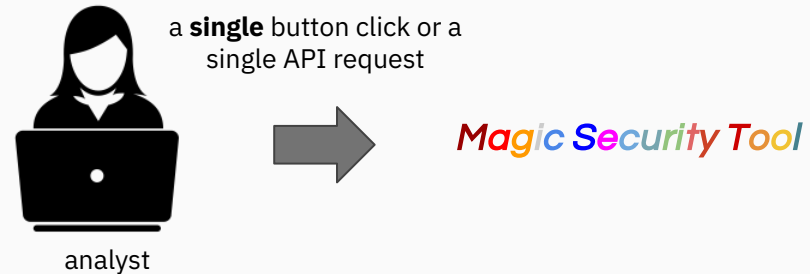 a single button click or a
single API request
Magic Security Tool
analyst